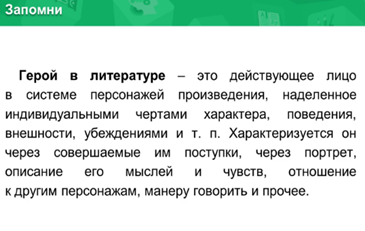 Запомни
Герой в литературе – это действующее лицо
в системе персонажей произведения, наделенное
индивидуальными чертами характера, поведения,
внешности, убеждениями и т. п. Характеризуется он
через совершаемые им поступки, через портрет,
описание его мыслей и чувств, отношение
к другим персонажам, манеру говорить и прочее.